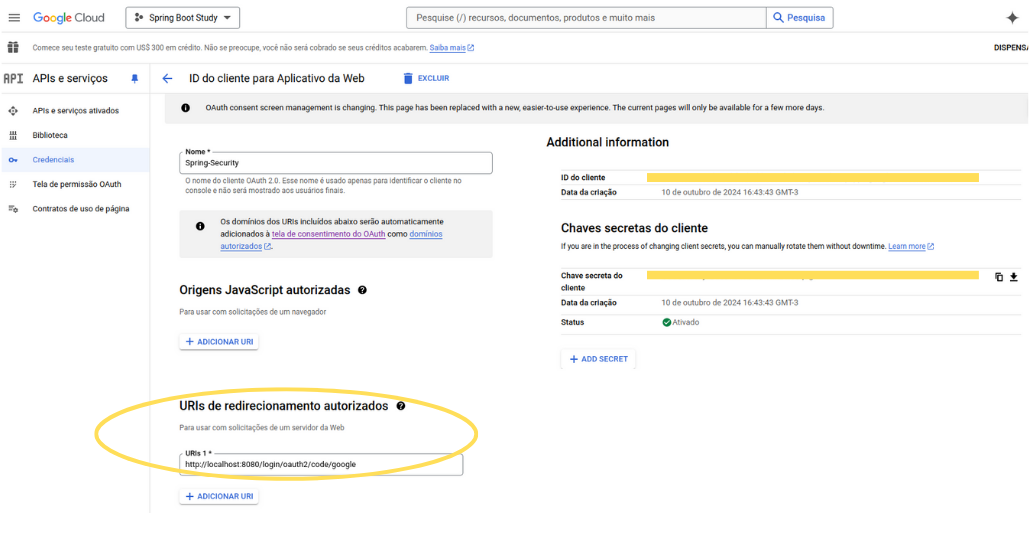 Google Cloud
Spring Boot Study
Pesquise (/) recursos, documentos, produtos e muito mais
Pesquisa
Comece seu teste gratuito com US$ 300 em crédito. Não se preocupe, você não será cobrado se seus créditos acabarem. Saiba mais
DISPENSA
API APIs e serviços
ID do cliente para Aplicativo da Web
EXCLUIR
APIs e serviços ativados
Biblioteca
Credenciais
Tela de permissão OAuth
Contratos de uso de página
OAuth consent screen management is changing. This page has been replaced with a new, easier-to-use experience. The current pages will only be available for a few more days.
Nome *
Spring-Security
O nome do cliente OAuth 2.0. Esse nome é usado apenas para identificar o cliente no
console e não será mostrado aos usuários finais.
Os domínios dos URIs incluídos abaixo serão automaticamente
adicionados à tela de consentimento do OAuth como domínios
autorizados.
Origens JavaScript autorizadas
Para usar com solicitações de um navegador
ADICIONAR URI
URIs de redirecionamento autorizados
Para usar com solicitações de um servidor da Web
URIs 1 *
http://localhost:8080/login/oauth2/code/google
ADICIONAR URI
Additional information
ID do cliente
Data da criação 10 de outubro de 2024 16:43:43 GMT-3
Chaves secretas do cliente
If you are in the process of changing client secrets, you can manually rotate them without downtime. Learn more
Chave secreta do
cliente
Data da criação 10 de outubro de 2024 16:43:43 GMT-3
Status Ativado
ADD SECRET